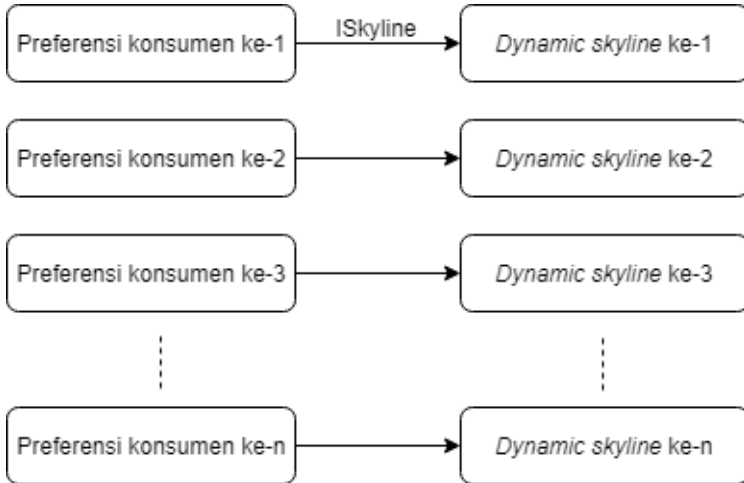 Preferensi konsumen ke-1
ISkyline
Dynamic skyline ke-1
Preferensi konsumen ke-2
Dynamic skyline ke-2
Preferensi konsumen ke-3
Dynamic skyline ke-3
Preferensi konsumen ke-n
Dynamic skyline ke-n